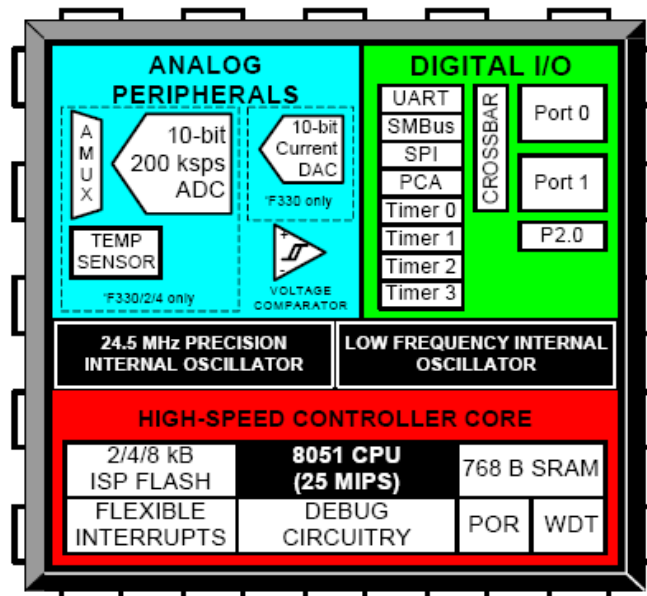 ANALOG
PERIPHERALS
A
M
U
X
10-bit
200 ksps
ADC
10-bit
Current
DAC
*F330 only
TEMP
SENSOR
+
-
VOLTAGE
COMPARATOR
*F330/2/4 only
DIGITAL I/O
UART
SMBus
SPI
PCA
Timer 0
Timer 1
Timer 2
Timer 3
CROSSBAR
Port 0
Port 1
P2.0
24.5 MHz PRECISION
INTERNAL OSCILLATOR
LOW FREQUENCY INTERNAL
OSCILLATOR
HIGH-SPEED CONTROLLER CORE
2/4/8 kB
ISP FLASH
8051 CPU
(25 MIPS)
768 B SRAM
FLEXIBLE
INTERRUPTS
DEBUG
CIRCUITRY
POR
WDT